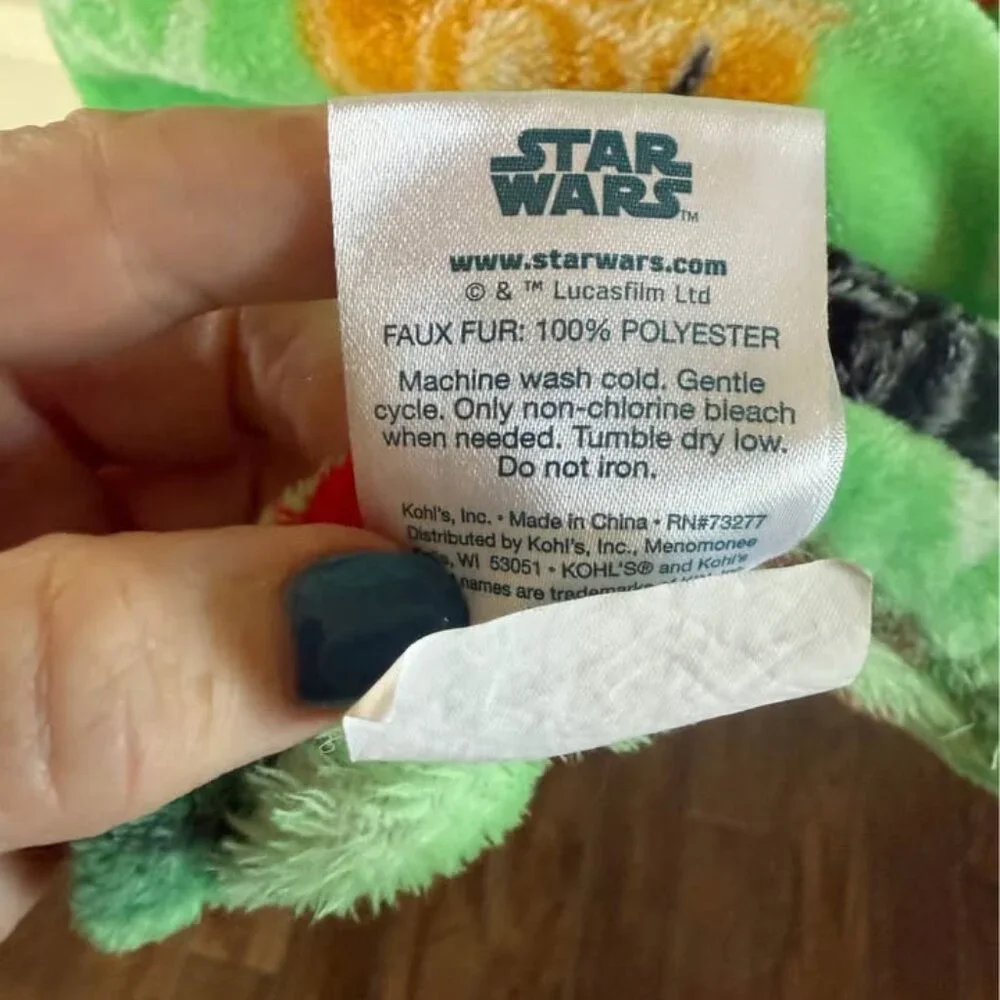 STAR
WARS™
www.starwars.com
© & ™ Lucasfilm Ltd
FAUX FUR: 100% POLYESTER
Machine wash cold. Gentle
cycle. Only non-chlorine bleach
when needed. Tumble dry low.
Do not iron.
Kohl's, Inc. • Made in China • RN#73277
Distributed by Kohl's, Inc., Menomonee
WI 53051 • KOHL'S® and Kohl's
names are trademarks